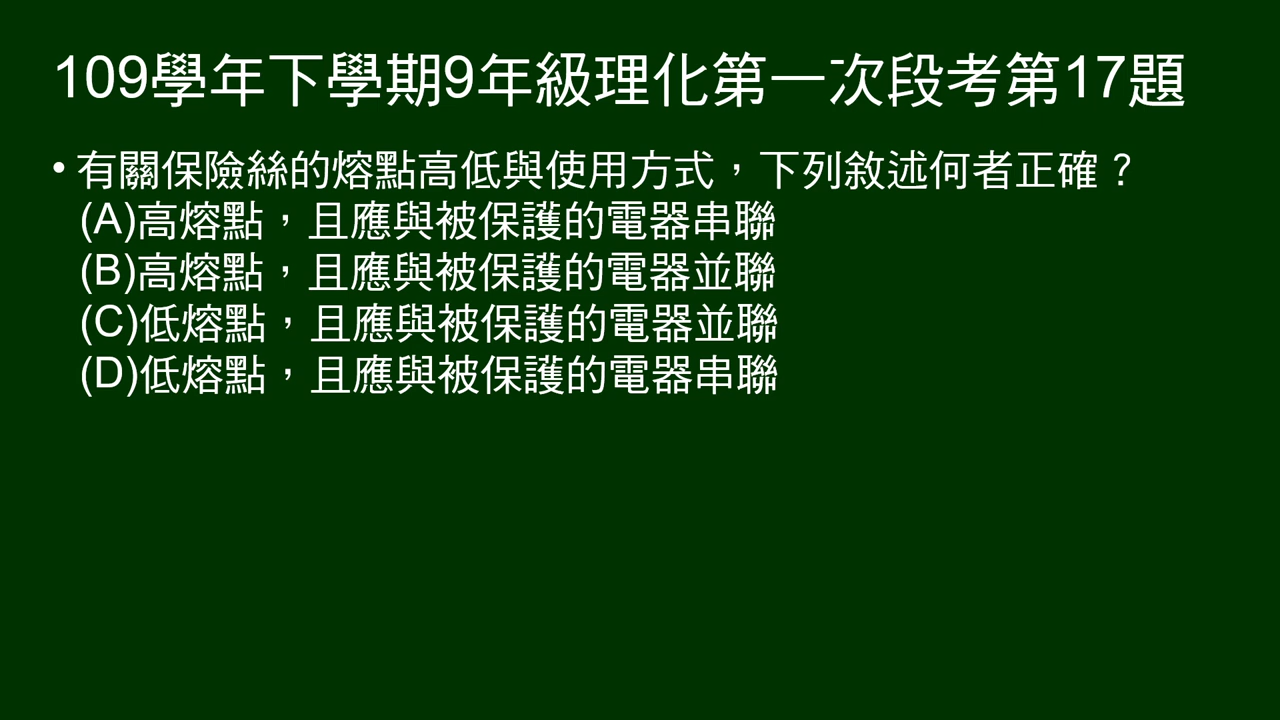 109學年下學期9年級理化第一次段考第17題
• 有關保險絲的熔點高低與使用方式，下列敘述何者正確？
(A)高熔點，且應與被保護的電器串聯
(B)高熔點，且應與被保護的電器並聯
(C)低熔點，且應與被保護的電器並聯
(D)低熔點，且應與被保護的電器串聯